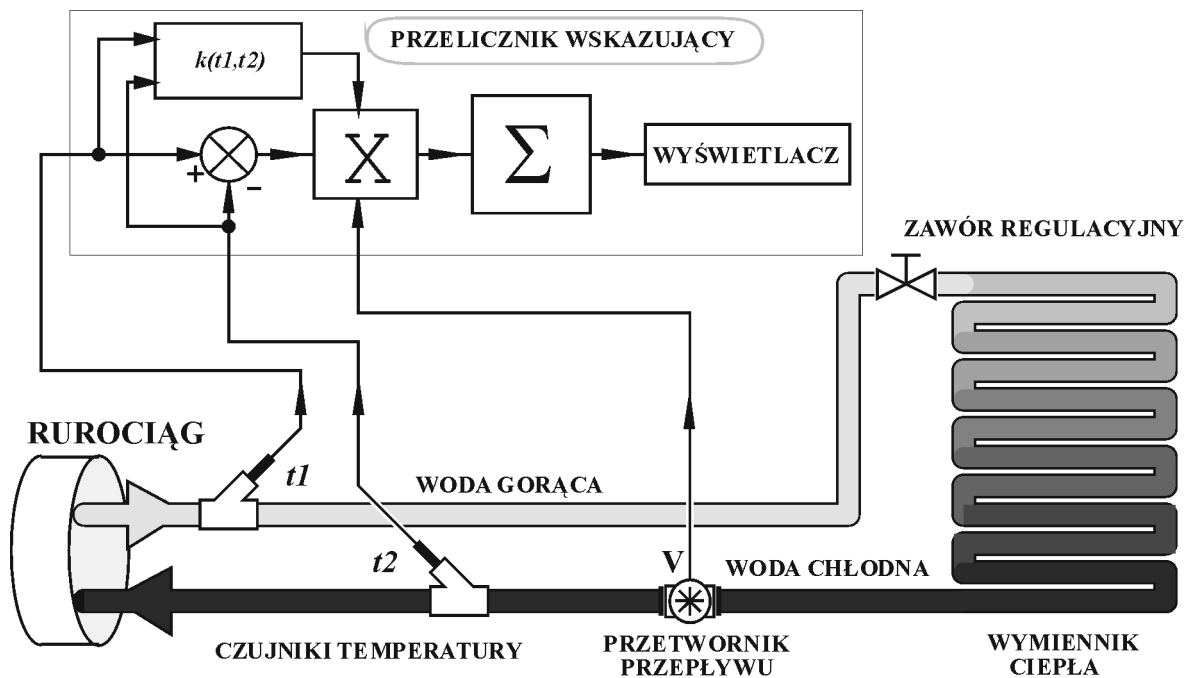 PRZELICZNIK WSKAZUJĄCY
k(t1,t2)
+
−
X
Σ
WYŚWIETLACZ
ZAWÓR REGULACYJNY
RUROCIĄG
t1
WODA GORĄCA
t2
V
WODA CHŁODNA
CZUJNIKI TEMPERATURY
PRZETWORNIK
PRZEPŁYWU
WYMIENNIK
CIEPŁA